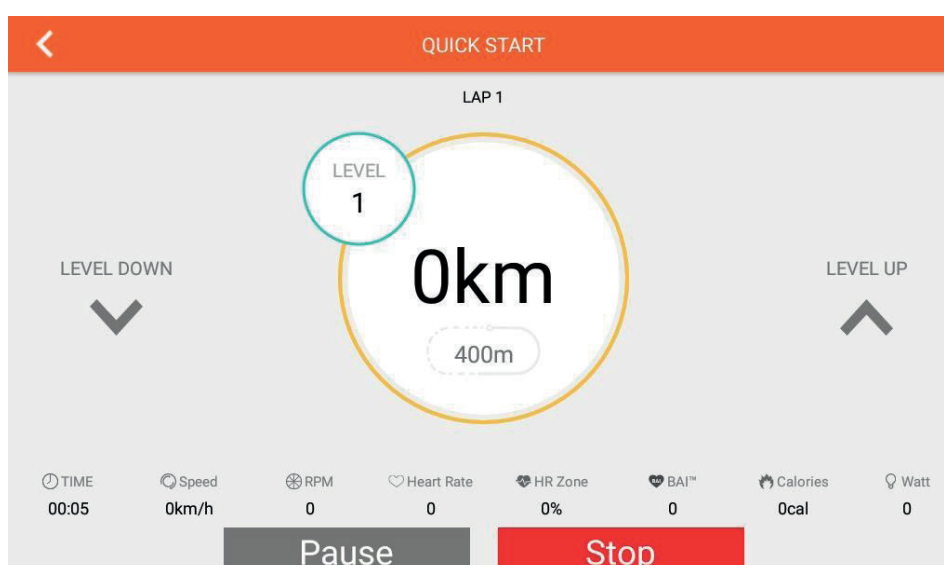 QUICK START
LAP 1
LEVEL
1
0km
400m
LEVEL DOWN
LEVEL UP
TIME Speed RPM Heart Rate HR Zone BAI BAI™ Calories Watt
00:05 0km/h 0 0 0% 0 0cal 0
Pause Stop